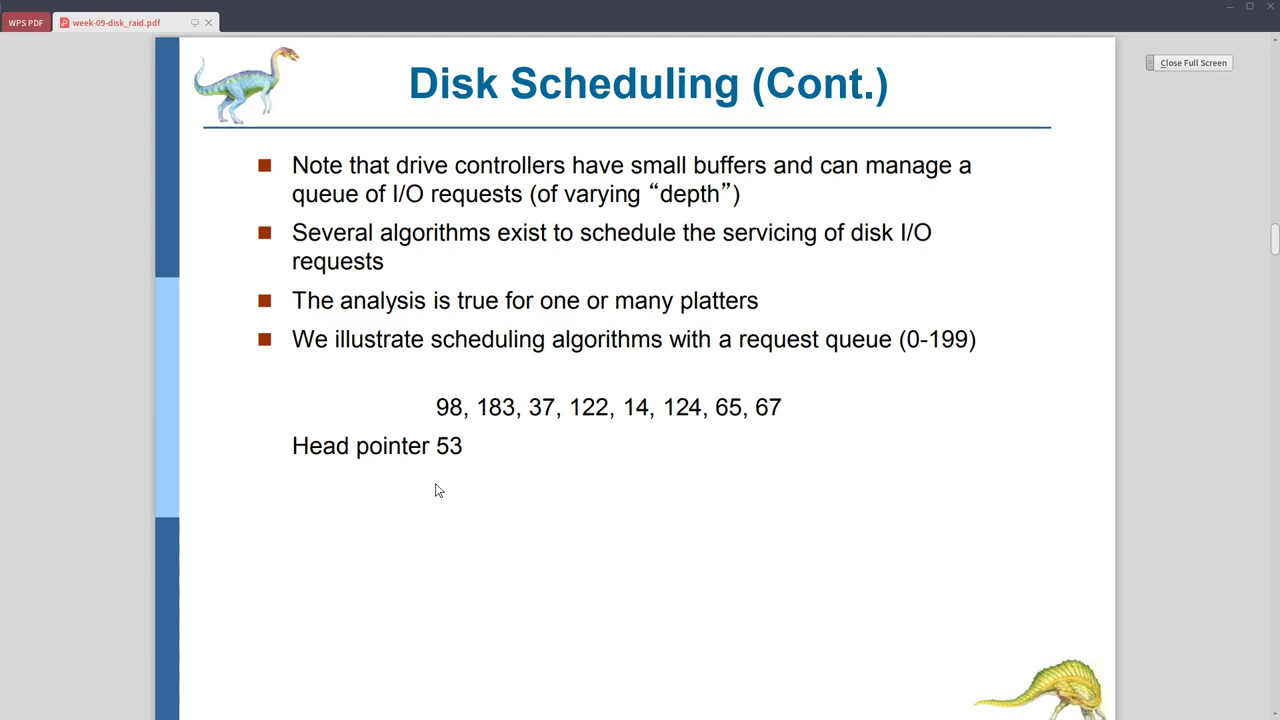 WPS PDF
week-09-disk_raid.pdf
Close Full Screen
Disk Scheduling (Cont.)
Note that drive controllers have small buffers and can manage a
queue of I/O requests (of varying “depth”)
Several algorithms exist to schedule the servicing of disk I/O
requests
The analysis is true for one or many platters
We illustrate scheduling algorithms with a request queue (0-199)
98, 183, 37, 122, 14, 124, 65, 67
Head pointer 53